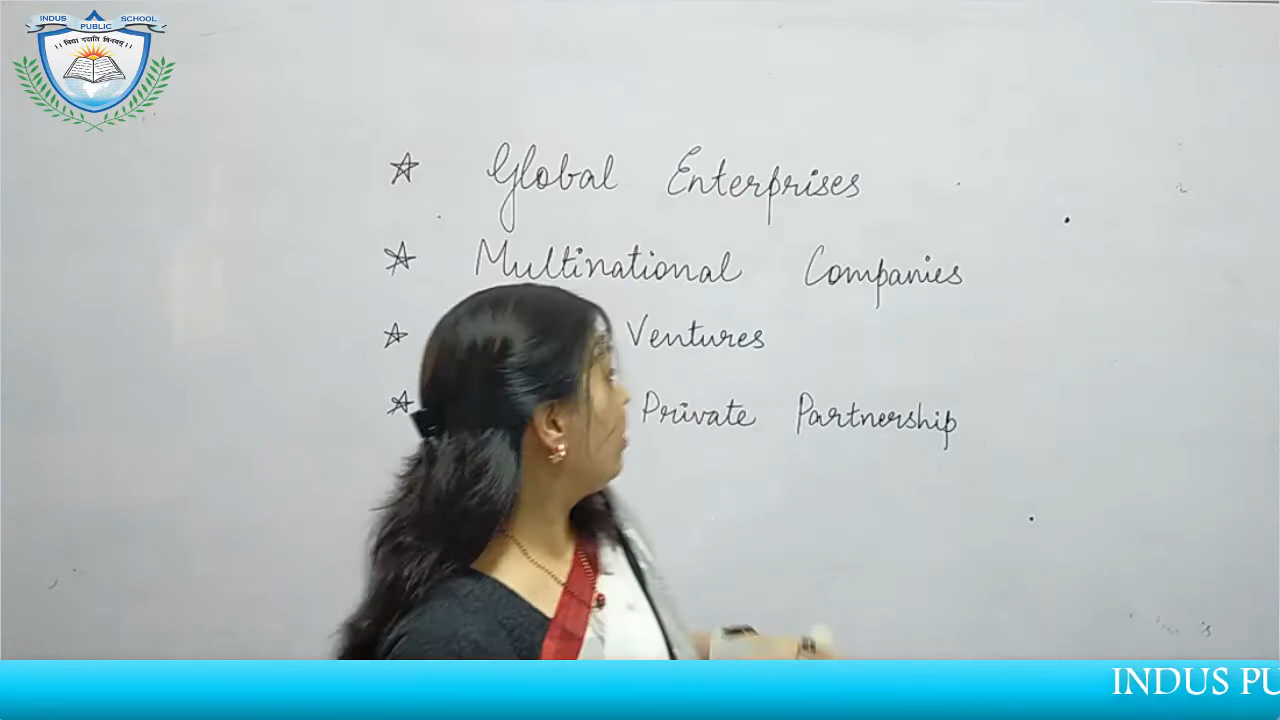 INDUS PUBLIC SCHOOL
।। विद्या ददाति विनयम् ।।
☆ Global Enterprises
☆ Multinational Companies
☆ Ventures
☆ Private Partnership
INDUS PU